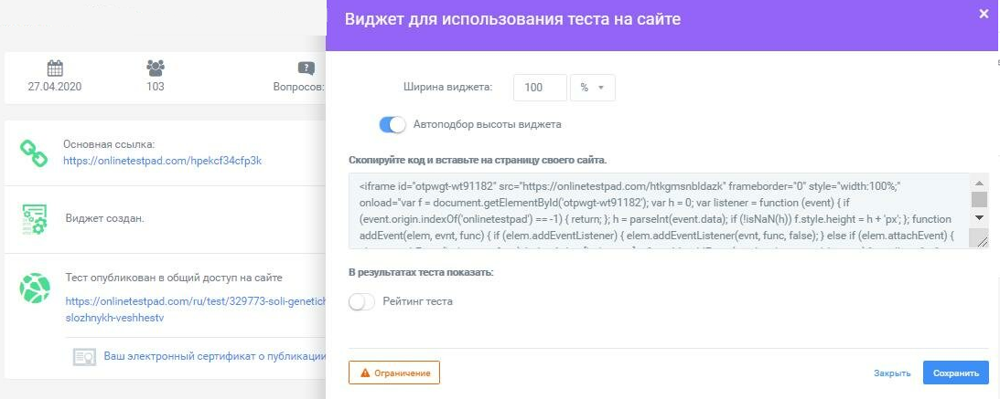 Виджет для использования теста на сайте
27.04.2020
103
Вопросов:
Основная ссылка:
https://onlinetestpad.com/hpekcf34cfp3k
Виджет создан.
Тест опубликован в общий доступ на сайте
https://onlinetestpad.com/ru/test/329773-soli-genetich
slozhnykh-veshhestv
Ваш электронный сертификат о публикации
Ширина виджета:
100
%
Автоподбор высоты виджета
Скопируйте код и вставьте на страницу своего сайта.
<iframe id="otpwgt-wt91182" src="https://onlinetestpad.com/htkgmsnbldazk" frameborder="0" style="width:100%;"
onload="var f = document.getElementById('otpwgt-wt91182'); var h = 0; var listener = function (event) { if
(event.origin.indexOf('onlinetestpad') == -1) { return; }; h = parseInt(event.data); if (!isNaN(h)) f.style.height = h + 'px'; }; function
addEvent(elem, evnt, func) { if (elem.addEventListener) { elem.addEventListener(evnt, func, false); } else if (elem.attachEvent) {
В результатах теста показать:
Рейтинг теста
Ограничение
Закрыть
Сохранить